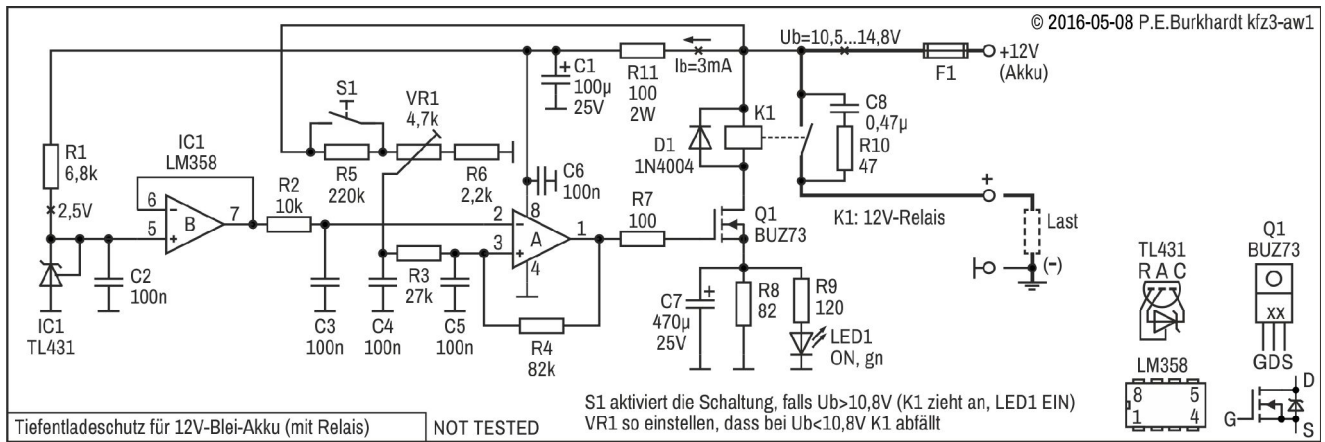 © 2016-05-08 P.E.Burkhardt kfz3-aw1
Ub=10,5...14,8V
+12V
(Akku)
F1
Ib=3mA
R11
100
2W
+
C1
100µ
25V
S1
VR1
4,7k
K1
C8
0,47µ
R10
47
D1
1N4004
IC1
LM358
R1
6,8k
R5
220k
R6
2,2k
C6
100n
2,5V
6
–
B
7
5
+
R2
10k
8
2
–
A
1
3
+
4
R7
100
Q1
BUZ73
K1: 12V-Relais
+
Last
(-)
TL431
R A C
Q1
BUZ73
XX
GDS
C2
100n
R3
27k
C7
+
470µ
25V
R8
82
R9
120
IC1
TL431
C3
100n
C4
100n
C5
100n
R4
82k
LED1
ON, gn
LM358
8
5
1
4
D
G
S
S1 aktiviert die Schaltung, falls Ub>10,8V (K1 zieht an, LED1 EIN)
VR1 so einstellen, dass bei Ub<10,8V K1 abfällt
Tiefentladeschutz für 12V-Blei-Akku (mit Relais)
NOT TESTED